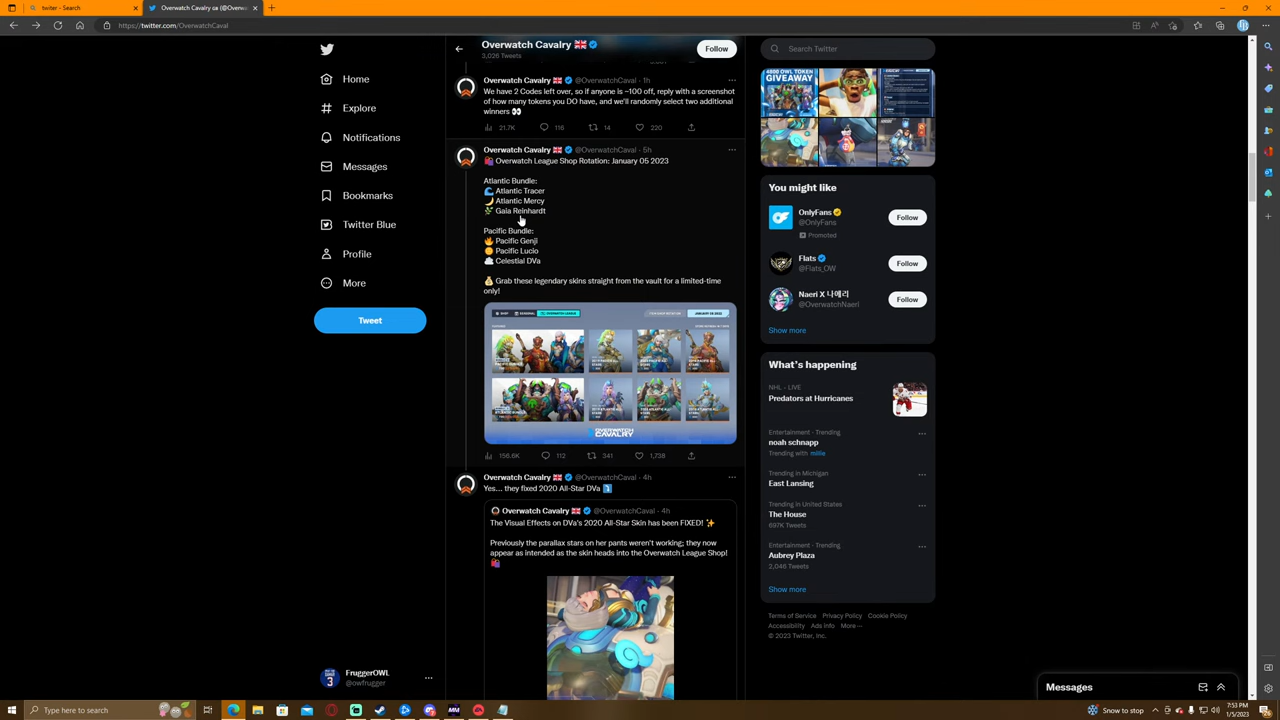 twiter - Search
Overwatch Cavalry
https://twitter.com/OverwatchCaval
Home
Explore
Notifications
Messages
Bookmarks
Twitter Blue
Profile
More
Tweet
FruggerOWL
@owfrugger
Overwatch Cavalry 🇬🇧
3,026 Tweets
Follow
Overwatch Cavalry 🇬🇧 @OverwatchCaval · 1h
We have 2 Codes left over, so if anyone is ~100 off, reply with a screenshot
of how many tokens you DO have, and we'll randomly select two additional
winners 👀
21.7K 116 14 220
Overwatch Cavalry 🇬🇧 @OverwatchCaval · 5h
🛍️ Overwatch League Shop Rotation: January 05 2023
Atlantic Bundle:
🌊 Atlantic Tracer
🌙 Atlantic Mercy
🌿 Gaia Reinhardt
Pacific Bundle:
🔥 Pacific Genji
Pacific Lucio
☁️ Celestial DVa
💰 Grab these legendary skins straight from the vault for a limited-time
only!
OVERWATCH
CAVALRY
156.6K 112 341 1,738
Overwatch Cavalry 🇬🇧 @OverwatchCaval · 4h
Yes... they fixed 2020 All-Star DVa ⤵️
Overwatch Cavalry 🇬🇧 @OverwatchCaval · 4h
The Visual Effects on DVa's 2020 All-Star Skin has been FIXED! ✨
Previously the parallax stars on her pants weren't working; they now
appear as intended as the skin heads into the Overwatch League Shop!
🛍️
Search Twitter
GIVEAWAY
You might like
OnlyFans
@OnlyFans
Promoted
Follow
Flats
@Flats_OW
Follow
Naeri X 나에리
@OverwatchNaeri
Follow
Show more
What's happening
NHL · LIVE
Predators at Hurricanes
Entertainment · Trending
noah schnapp
Trending with millie
Trending in Michigan
East Lansing
Trending in United States
The House
697K Tweets
Entertainment · Trending
Aubrey Plaza
2,046 Tweets
Show more
Terms of Service Privacy Policy Cookie Policy
Accessibility Ads info More ···
© 2023 Twitter, Inc.
Messages
Type here to search
Snow to stop
7:53 PM
1/5/2023